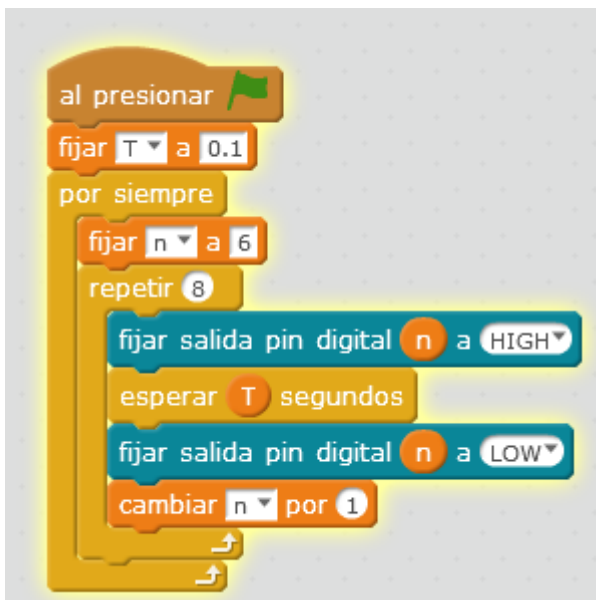 al presionar
fijar T a 0.1
por siempre
fijar n a 6
repetir 8
fijar salida pin digital n a HIGH
esperar T segundos
fijar salida pin digital n a LOW
cambiar n por 1